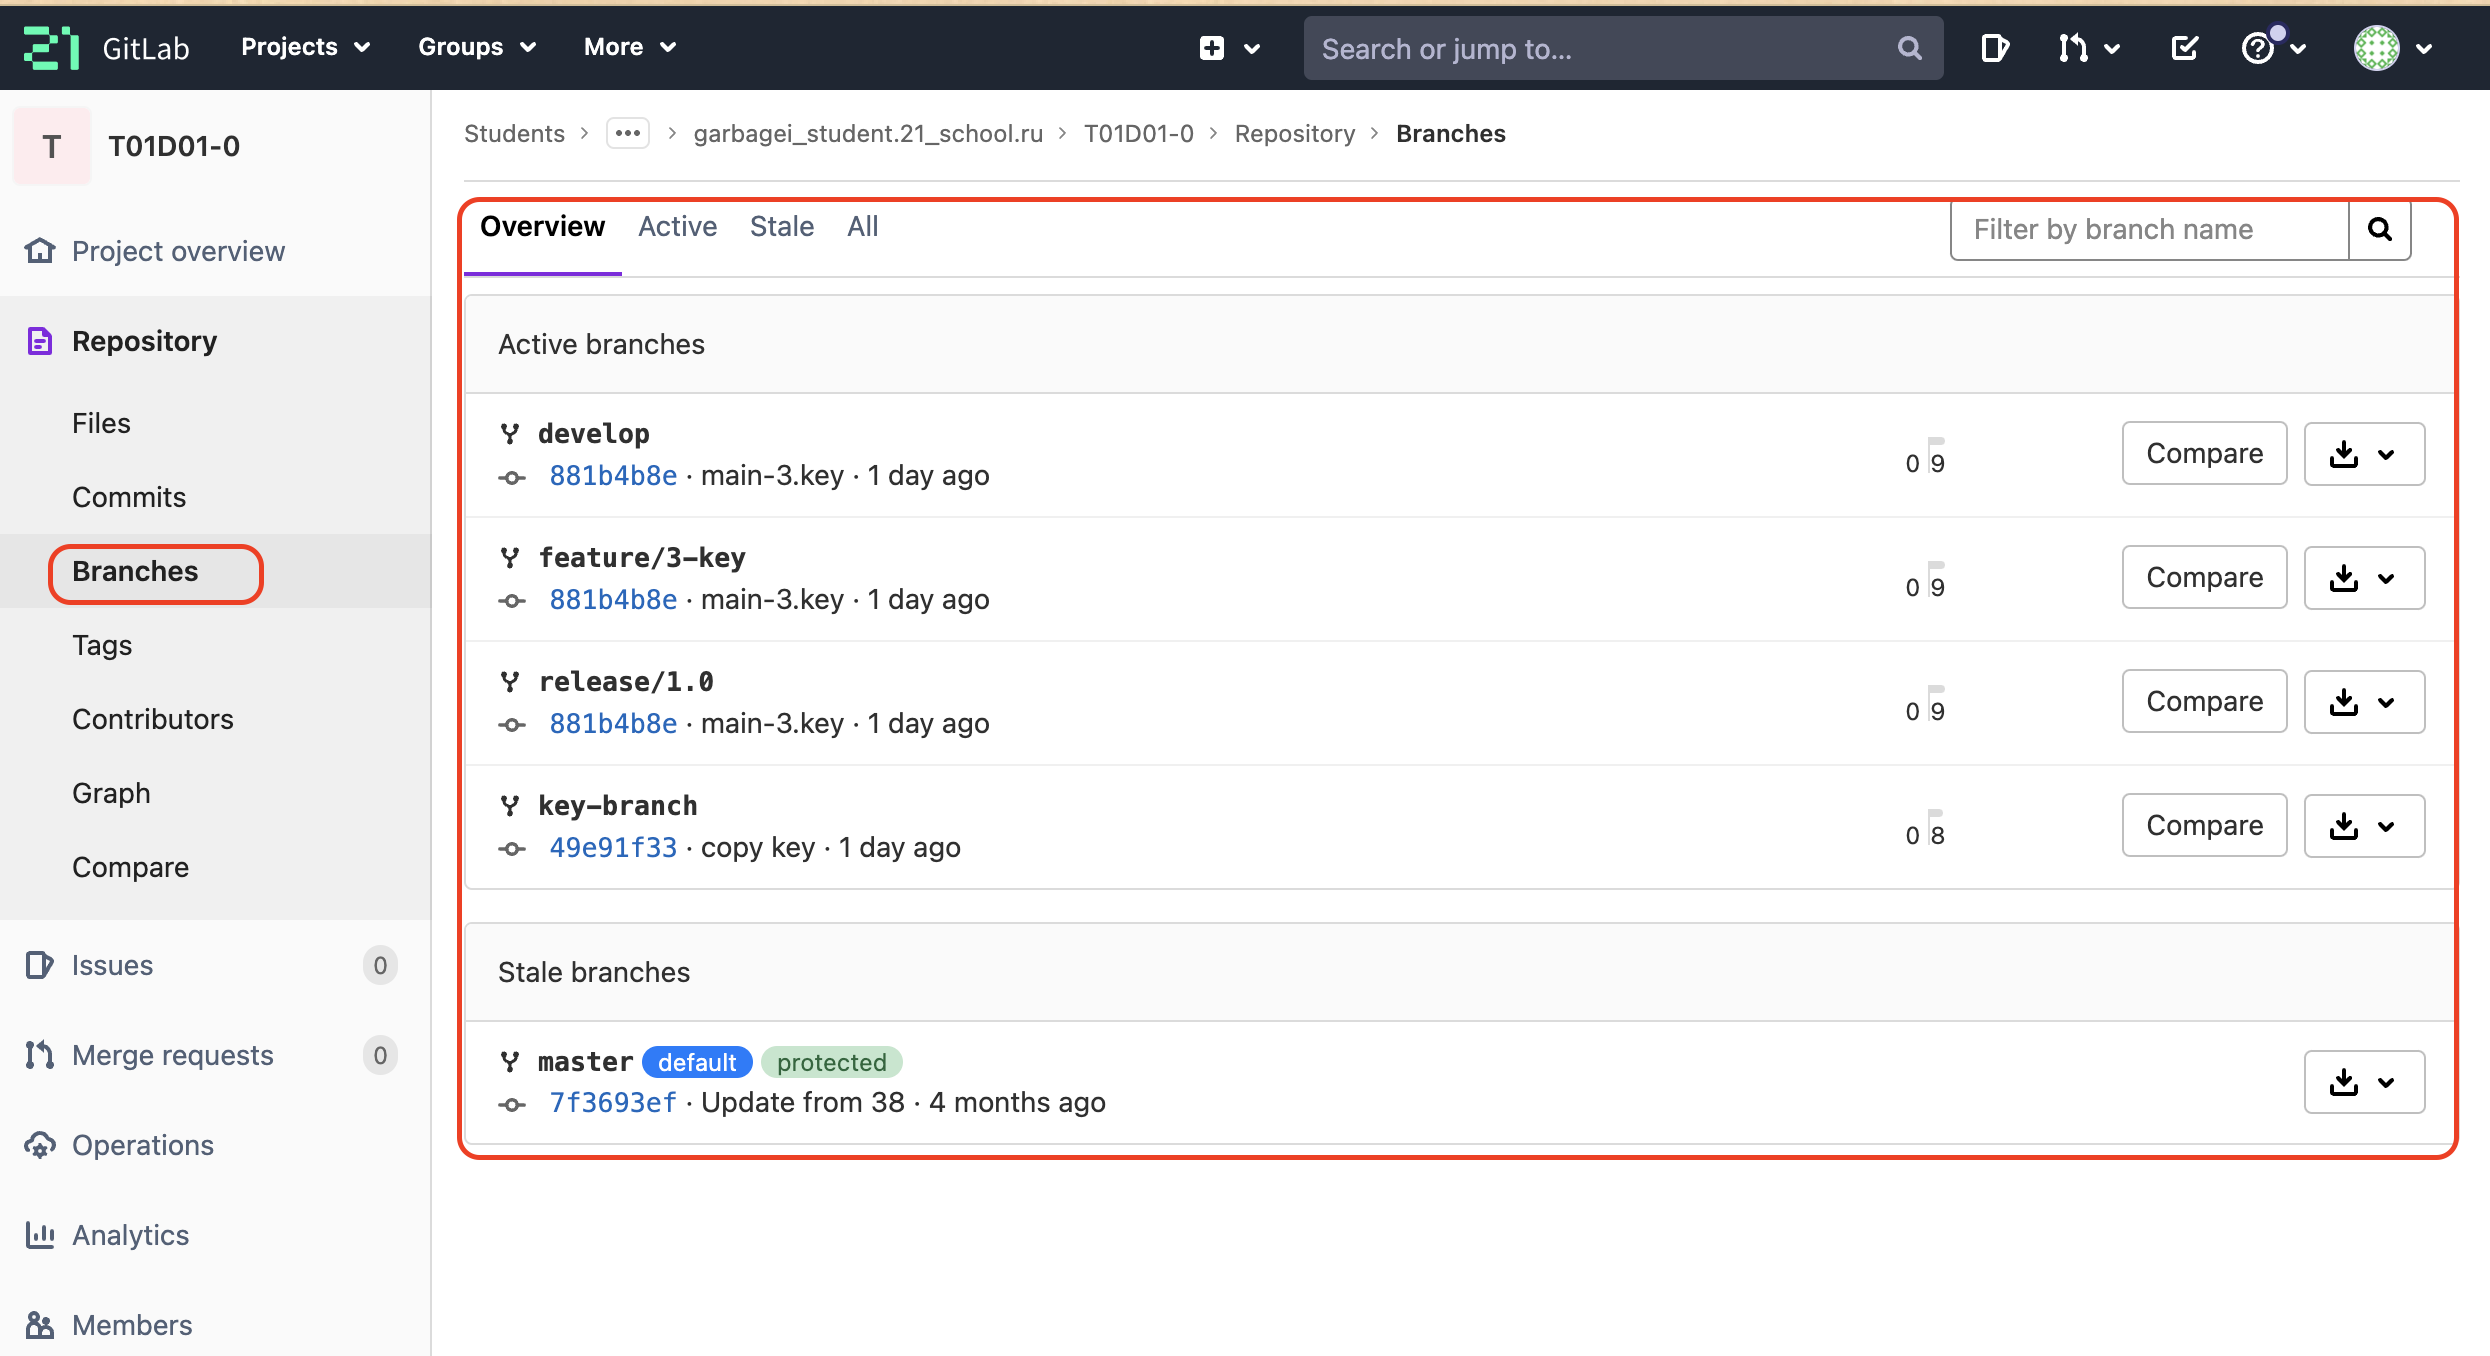 21 GitLab Projects Groups More Search or jump to...
T T01D01-0
Project overview
Repository
Files
Commits
Branches
Tags
Contributors
Graph
Compare
Issues 0
Merge requests 0
Operations
Analytics
Members
Students > ... > garbagei_student.21_school.ru > T01D01-0 > Repository > Branches
Overview Active Stale All Filter by branch name
Active branches
develop
881b4b8e · main-3.key · 1 day ago 0 9 Compare
feature/3-key
881b4b8e · main-3.key · 1 day ago 0 9 Compare
release/1.0
881b4b8e · main-3.key · 1 day ago 0 9 Compare
key-branch
49e91f33 · copy key · 1 day ago 0 8 Compare
Stale branches
master default protected
7f3693ef · Update from 38 · 4 months ago